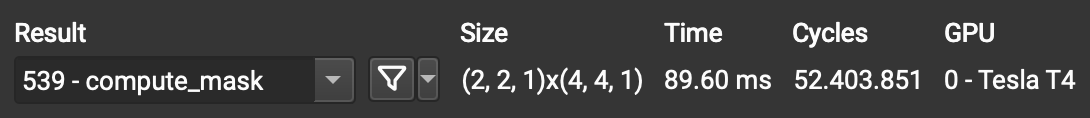 Result Size Time Cycles GPU
539 - compute_mask (2, 2, 1)x(4, 4, 1) 89.60 ms 52.403.851 0 - Tesla T4